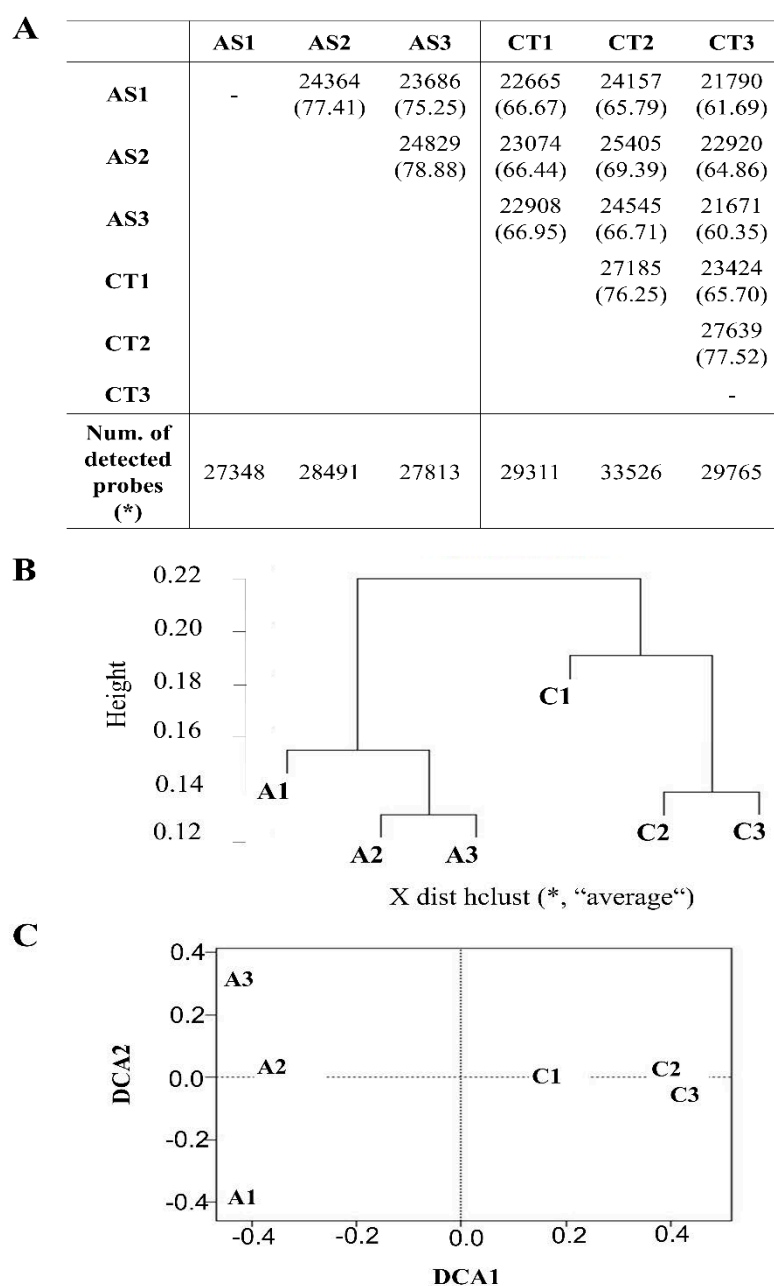 A
AS1 AS2 AS3 CT1 CT2 CT3
AS1 - 24364 23686 22665 24157 21790
(77.41) (75.25) (66.67) (65.79) (61.69)
AS2 24829 23074 25405 22920
(78.88) (66.44) (69.39) (64.86)
AS3 22908 24545 21671
(66.95) (66.71) (60.35)
CT1 27185 23424
(76.25) (65.70)
CT2 27639
(77.52)
CT3 -
Num. of
detected
probes
(*)
27348 28491 27813 29311 33526 29765
B
Height
0.22
0.20
0.18
0.16
0.14
0.12
C1
A1
A2 A3 C2 C3
X dist hclust (*, “average“)
C
DCA2
0.4
0.2
0.0
-0.2
-0.4
A3
A2 C1 C2
C3
A1
-0.4 -0.2 0.0 0.2 0.4
DCA1